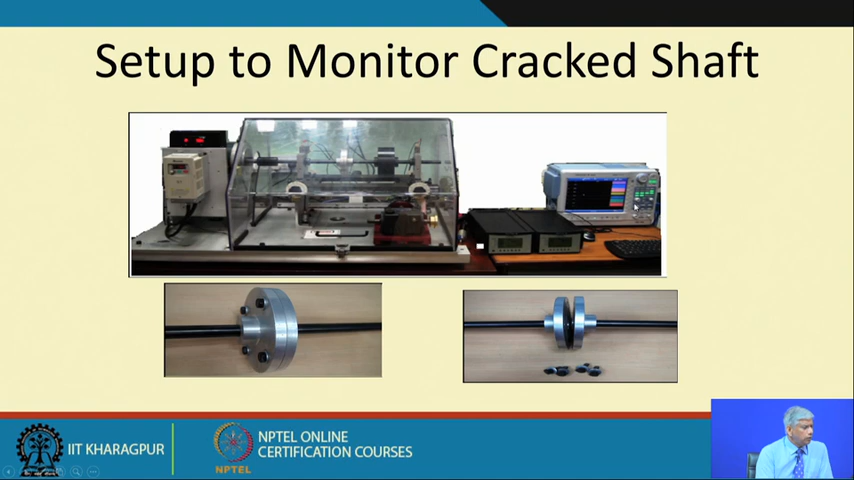 Setup to Monitor Cracked Shaft
IIT KHARAGPUR
NPTEL
NPTEL ONLINE
CERTIFICATION COURSES